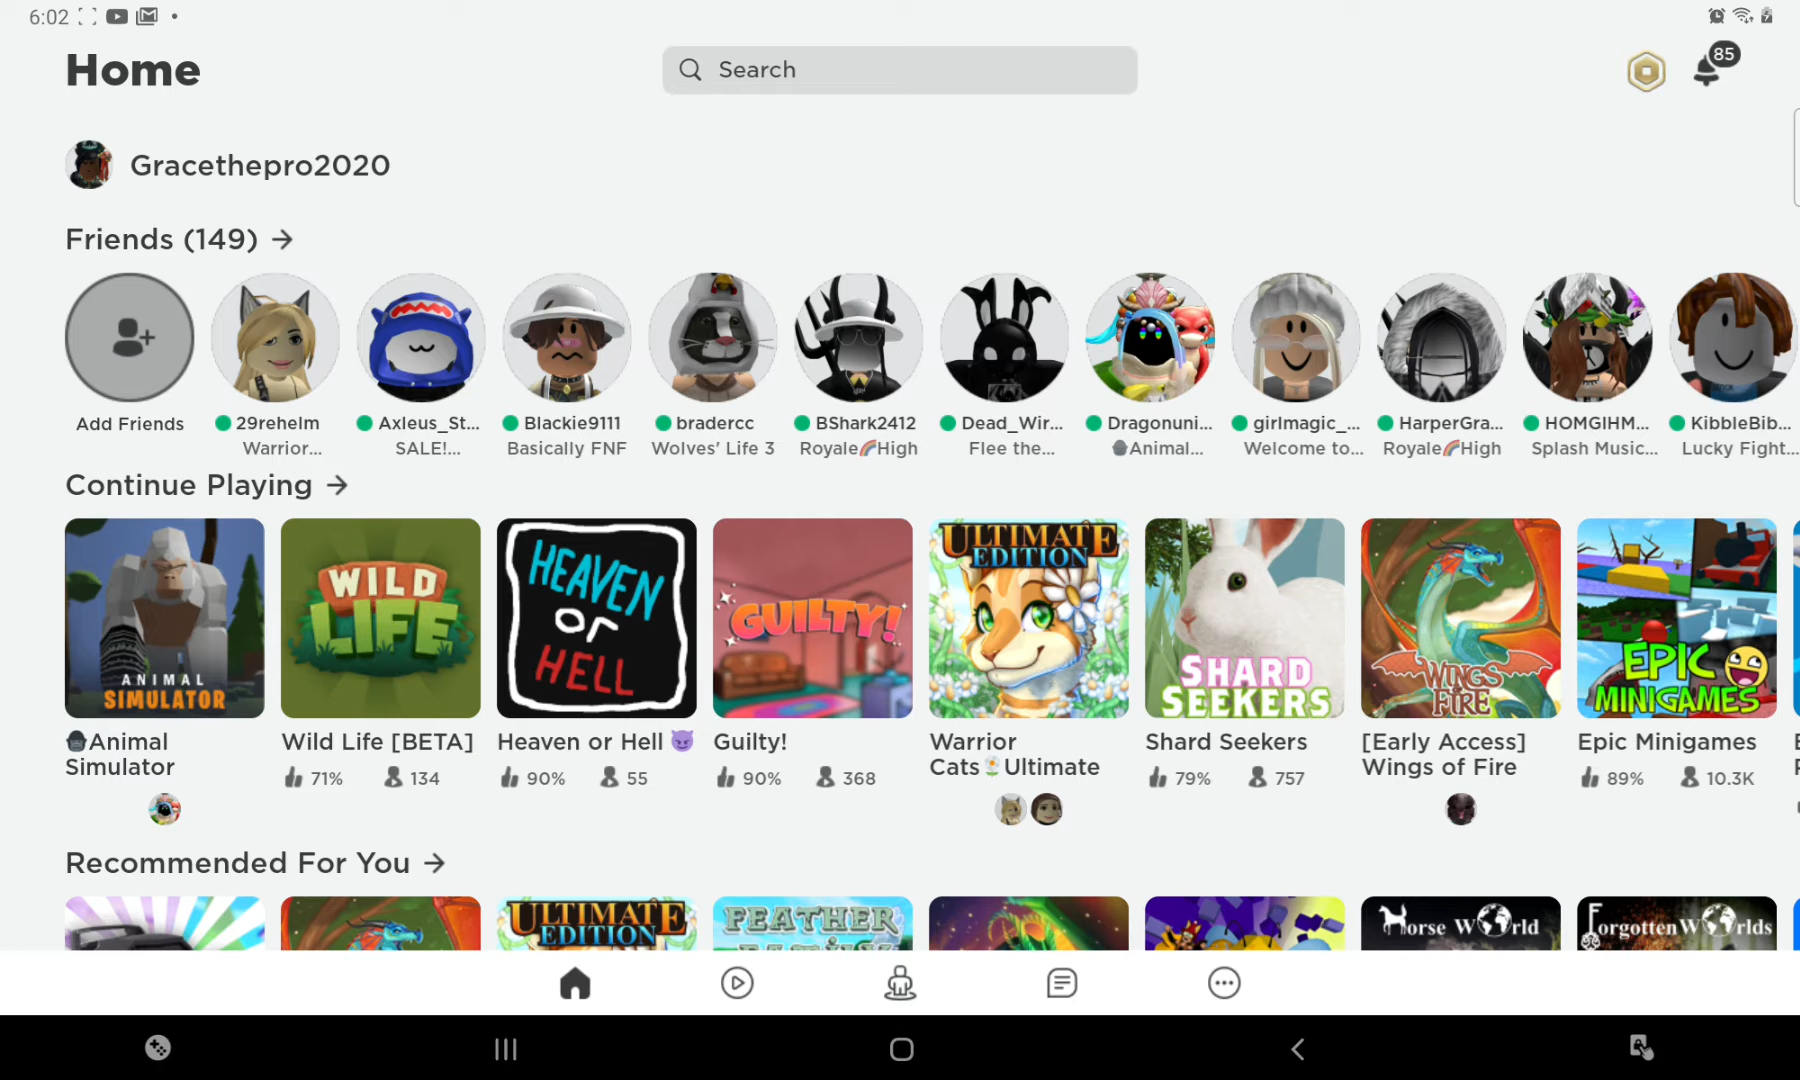 6:02
Home
Search
85
Gracethepro2020
Friends (149) →
Add Friends
29rehelm
Warrior...
Axleus_St...
SALE!...
Blackie9111
Basically FNF
bradercc
Wolves' Life 3
BShark2412
Royale🌈High
Dead_Wir...
Flee the...
Dragonuni...
🦍Animal...
girlmagic_...
Welcome to...
HarperGra...
Royale🌈High
HOMGIHM...
Splash Music...
KibbleBib...
Lucky Fight...
Continue Playing →
ANIMAL
SIMULATOR
WILD
LIFE
HEAVEN
or
HELL
GUILTY!
ULTIMATE
EDITION
SHARD
SEEKERS
WINGS
of
FIRE
EPIC
MINIGAMES
🦍Animal
Simulator
Wild Life [BETA]
71% 134
Heaven or Hell 😈
90% 55
Guilty!
90% 368
Warrior
Cats🌼Ultimate
Shard Seekers
79% 757
[Early Access]
Wings of Fire
Epic Minigames
89% 10.3K
Recommended For You →
ULTIMATE
EDITION
FEATHER
FAMILY
Horse World
Forgotten Worlds